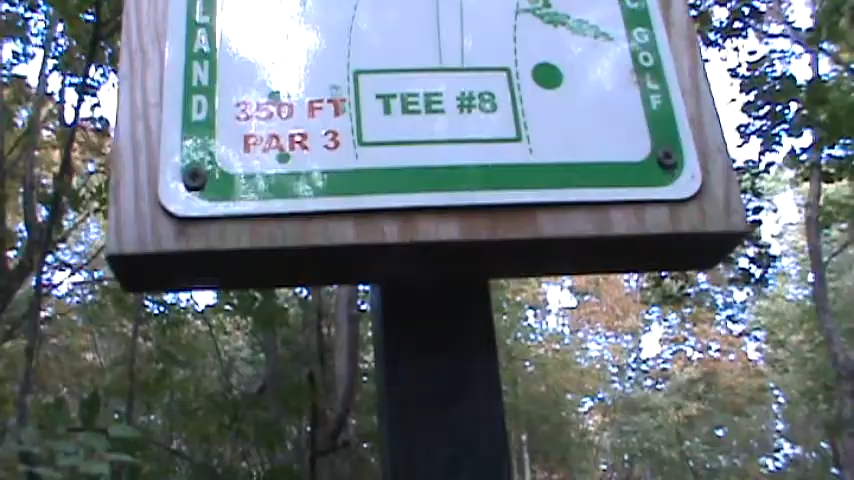 LAND
350 FT
PAR 3
TEE #8
C GOLF